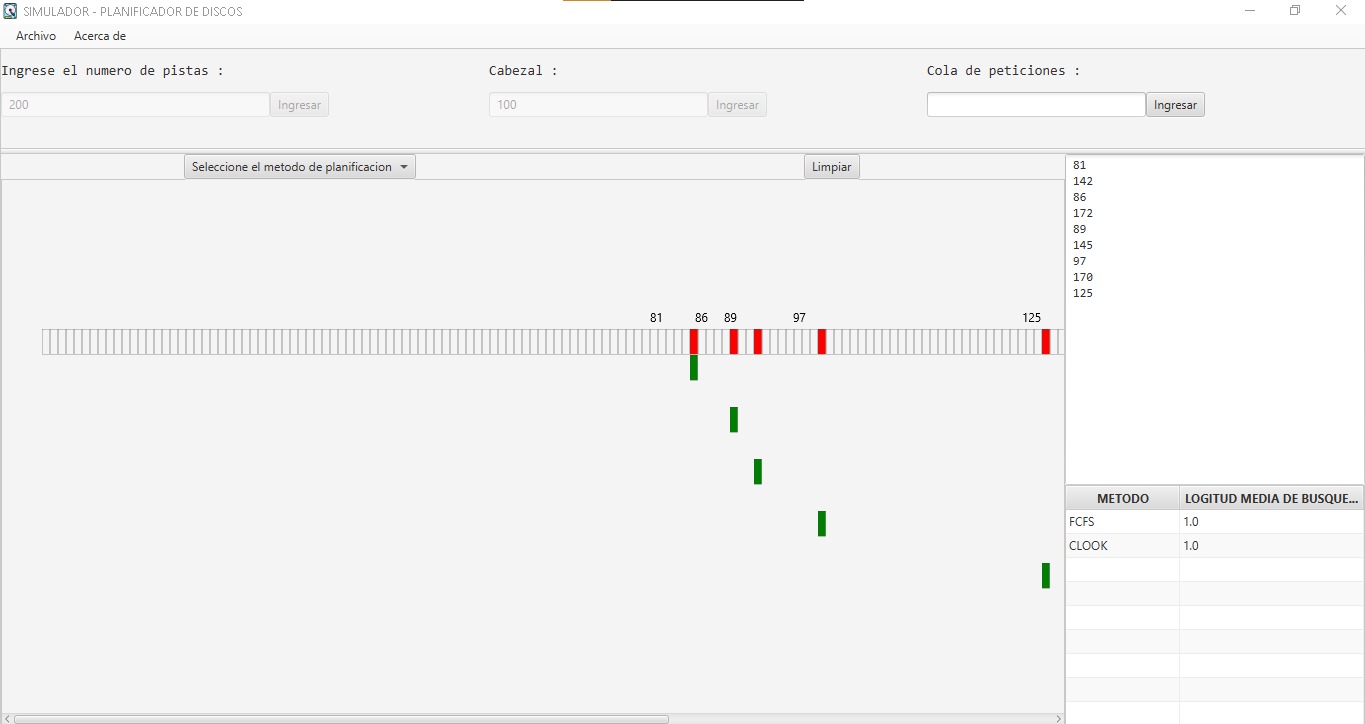 SIMULADOR - PLANIFICADOR DE DISCOS
Archivo Acerca de
Ingrese el numero de pistas : Cabezal : Cola de peticiones :
200 Ingresar 100 Ingresar Ingresar
Seleccione el metodo de planificacion Limpiar
81
142
86
172
89
145
97
170
125
81 86 89 97 125
METODO LOGITUD MEDIA DE BUSQUE...
FCFS 1.0
CLOOK 1.0